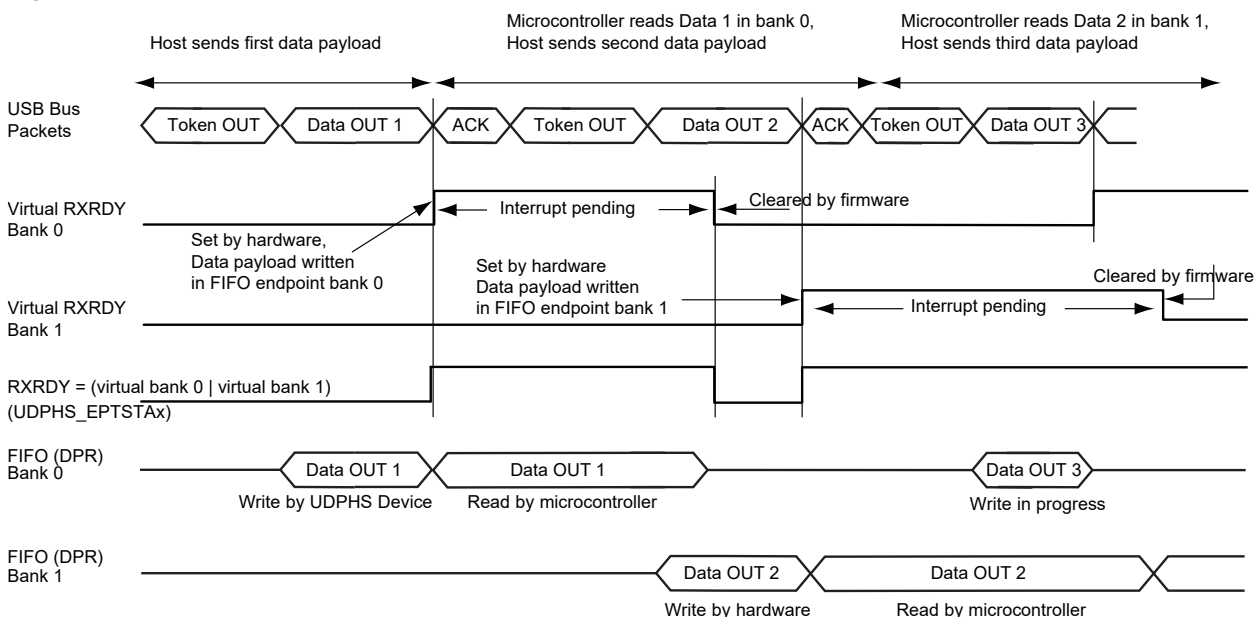 Host sends first data payload
Microcontroller reads Data 1 in bank 0,
Host sends second data payload
Microcontroller reads Data 2 in bank 1,
Host sends third data payload
USB Bus
Packets
Token OUT
Data OUT 1
ACK
Token OUT
Data OUT 2
ACK
Token OUT
Data OUT 3
Virtual RXRDY
Bank 0
Interrupt pending
Cleared by firmware
Set by hardware,
Data payload written
in FIFO endpoint bank 0
Set by hardware
Data payload written
in FIFO endpoint bank 1
Cleared by firmware
Virtual RXRDY
Bank 1
Interrupt pending
RXRDY = (virtual bank 0 | virtual bank 1)
(UDPHS_EPTSTAx)
FIFO (DPR)
Bank 0
Data OUT 1
Data OUT 1
Data OUT 3
Write by UDPHS Device
Read by microcontroller
Write in progress
FIFO (DPR)
Bank 1
Data OUT 2
Data OUT 2
Write by hardware
Read by microcontroller